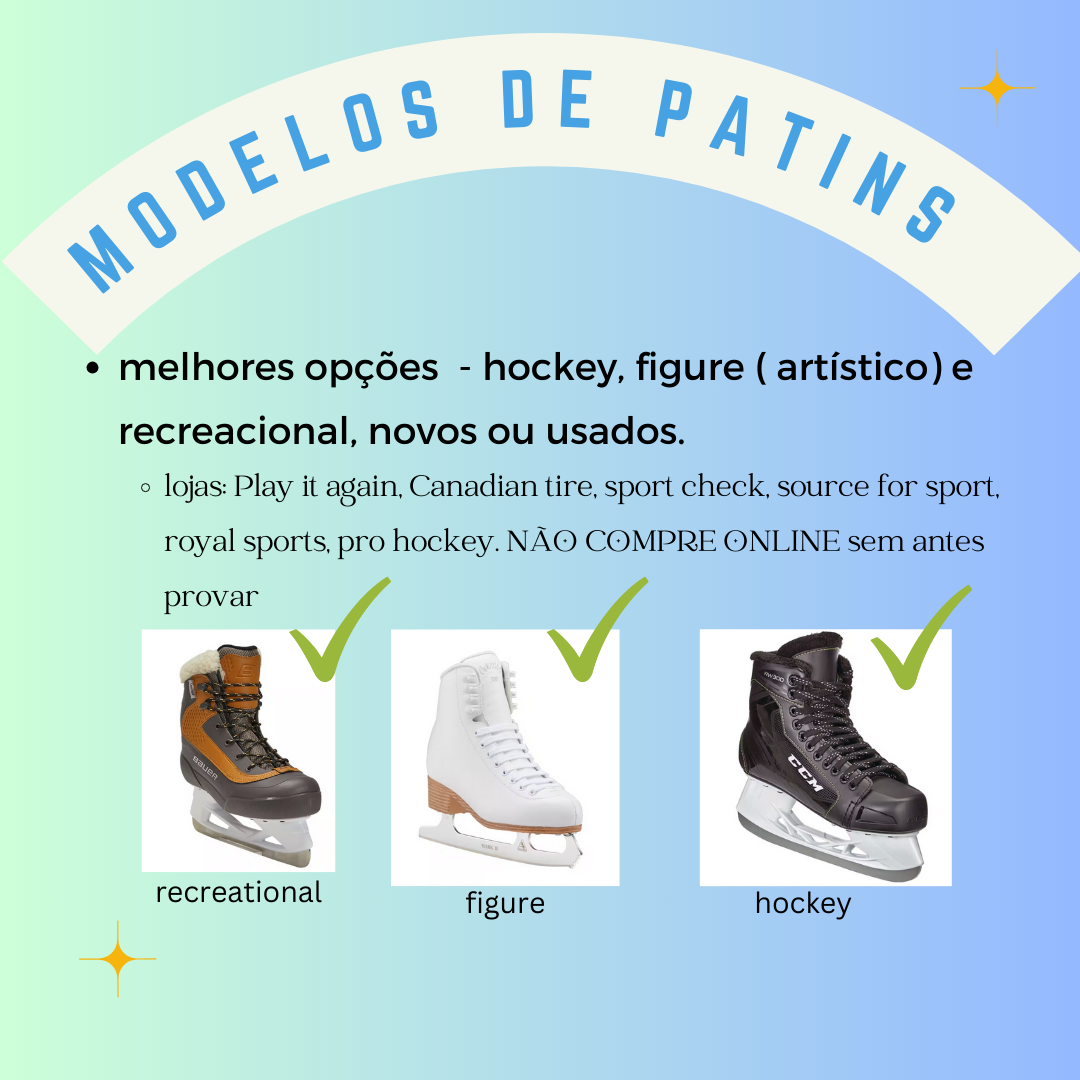 MODELOS DE PATINS
melhores opções - hockey, figure ( artístico) e
recreacional, novos ou usados.
lojas: Play it again, Canadian tire, sport check, source for sport,
royal sports, pro hockey. NÃO COMPRE ONLINE sem antes
provar
BAUER
RW300
CCM
recreational
figure
hockey